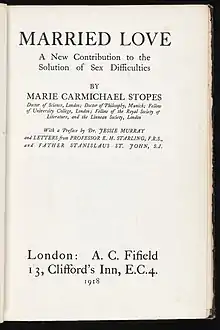 MARRIED LOVE
A New Contribution to the
Solution of Sex Difficulties
BY
MARIE CARMICHAEL STOPES
Doctor of Science, London; Doctor of Philosophy, Munich; Fellow
of University College, London; Fellow of the Royal Society of
Literature, and the Linnean Society, London
With a Preface by Dr. JESSIE MURRAY
and LETTERS from PROFESSOR E. H. STARLING, F.R.S.,
and FATHER STANISLAUS ST. JOHN, S.J.
London: A. C. Fifield
13, Clifford's Inn, E.C.4.
1918